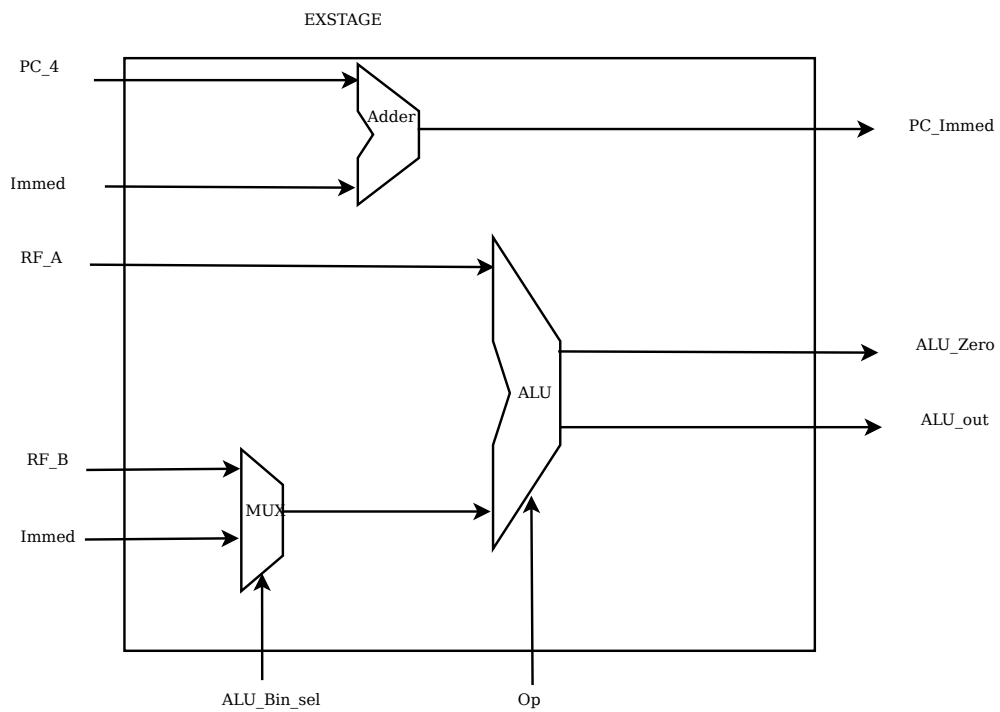 EXSTAGE
PC_4
Adder
PC_Immed
Immed
RF_A
ALU_Zero
ALU
ALU_out
RF_B
MUX
Immed
ALU_Bin_sel
Op